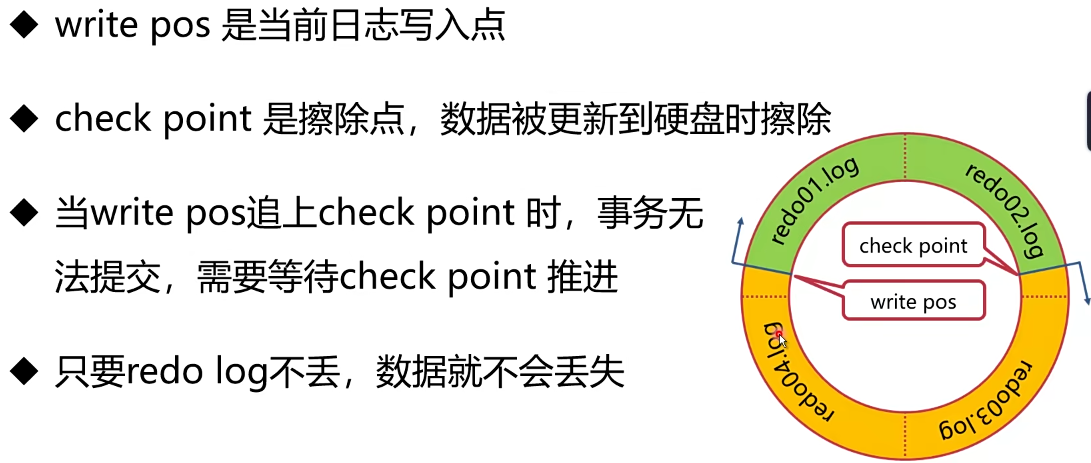 ◆ write pos 是当前日志写入点
◆ check point 是擦除点，数据被更新到硬盘时擦除
◆ 当write pos追上check point 时，事务无
法提交，需要等待check point 推进
◆ 只要redo log不丢，数据就不会丢失
redo01.log
redo02.log
check point
write pos
redo04.log
redo03.log